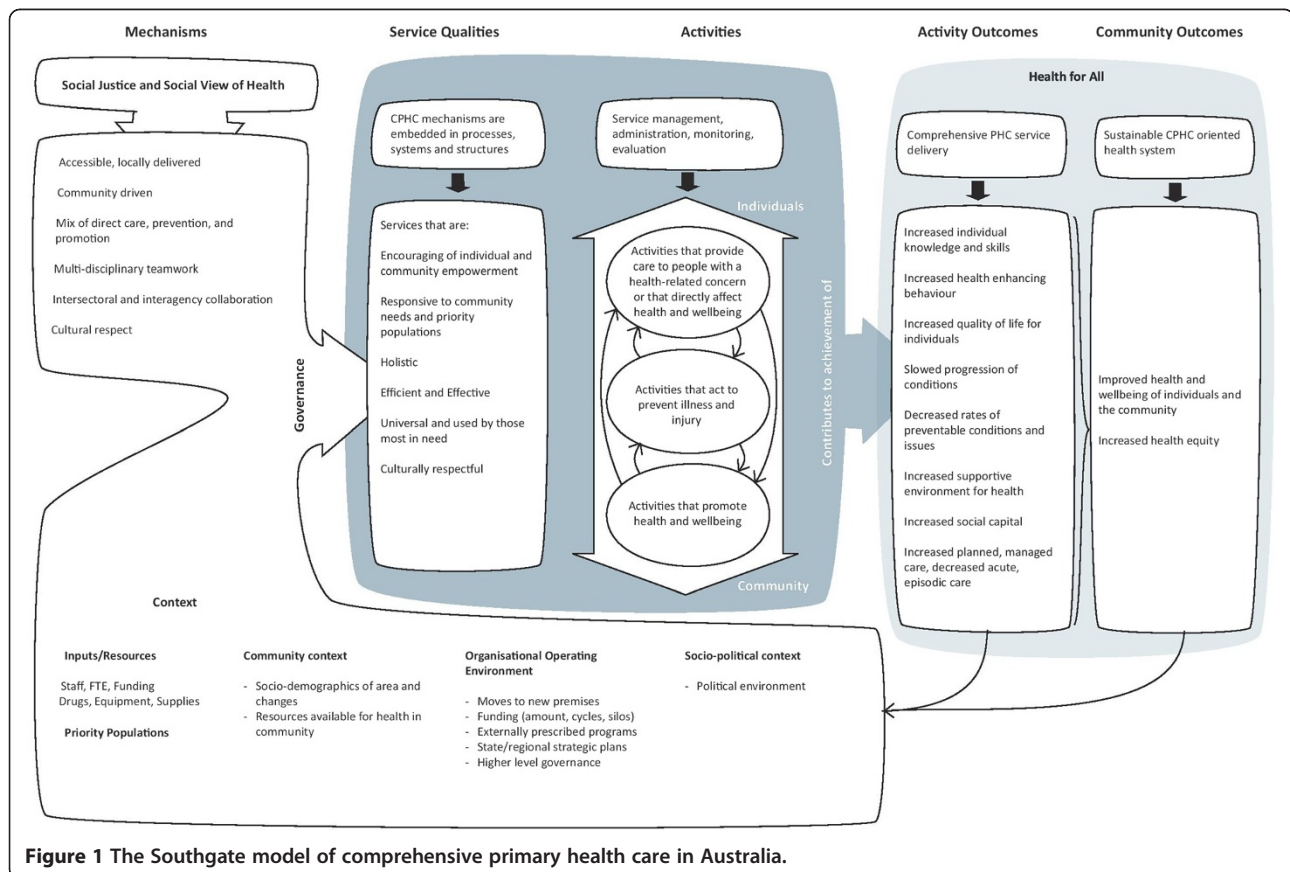 Mechanisms
Service Qualities
Activities
Activity Outcomes
Community Outcomes
Social Justice and Social View of Health
Accessible, locally delivered
Community driven
Mix of direct care, prevention, and
promotion
Multi-disciplinary teamwork
Intersectoral and interagency collaboration
Cultural respect
Governance
CPHC mechanisms are
embedded in processes,
systems and structures
Services that are:
Encouraging of individual and
community empowerment
Responsive to community
needs and priority
populations
Holistic
Efficient and Effective
Universal and used by those
most in need
Culturally respectful
Service management,
administration, monitoring,
evaluation
Individuals
Activities that provide
care to people with a
health-related concern
or that directly affect
health and wellbeing
Activities that act to
prevent illness and
injury
Activities that promote
health and wellbeing
Community
Contributes to achievement of
Health for All
Comprehensive PHC service
delivery
Increased individual
knowledge and skills
Increased health enhancing
behaviour
Increased quality of life for
individuals
Slowed progression of
conditions
Decreased rates of
preventable conditions and
issues
Increased supportive
environment for health
Increased social capital
Increased planned, managed
care, decreased acute,
episodic care
Sustainable CPHC oriented
health system
Improved health and
wellbeing of individuals and
the community
Increased health equity
Context
Inputs/Resources
Staff, FTE, Funding
Drugs, Equipment, Supplies
Priority Populations
Community context
- Socio-demographics of area and
changes
- Resources available for health in
community
Organisational Operating
Environment
- Moves to new premises
- Funding (amount, cycles, silos)
- Externally prescribed programs
- State/regional strategic plans
- Higher level governance
Socio-political context
- Political environment
Figure 1 The Southgate model of comprehensive primary health care in Australia.